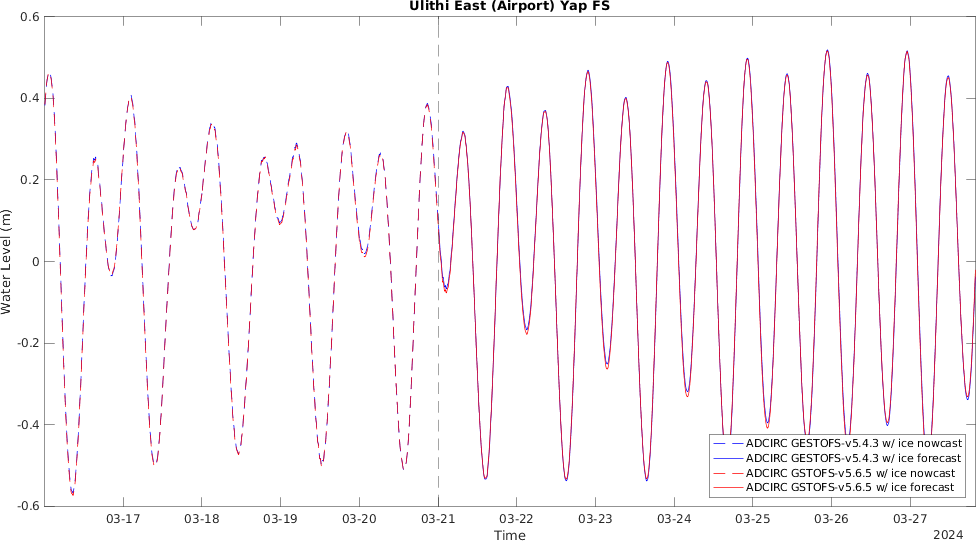 Ulithi East (Airport) Yap FS
0.6
0.4
0.2
0
-0.2
-0.4
-0.6
Water Level (m)
03-17 03-18 03-19 03-20 03-21 03-22 03-23 03-24 03-25 03-26 03-27
Time
2024
ADCIRC GESTOFS-v5.4.3 w/ ice nowcast
ADCIRC GESTOFS-v5.4.3 w/ ice forecast
ADCIRC GSTOFS-v5.6.5 w/ ice nowcast
ADCIRC GSTOFS-v5.6.5 w/ ice forecast